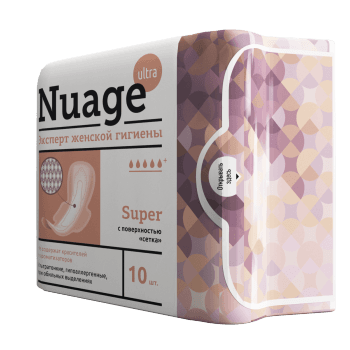 ultra
Nuage
Эксперт женской гигиены
Super
с поверхностью
«сетка»
10 шт.
Открывать
здесь